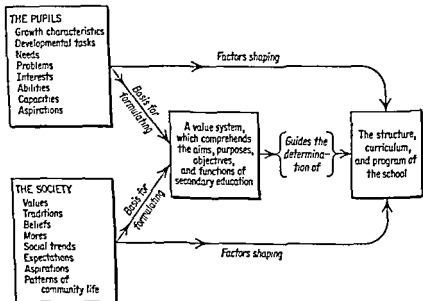 THE PUPILS
Growth characteristics
Developmental tasks
Needs
Problems
Interests
Abilities
Capacities
Aspirations
Factors shaping
Basis for
formulating
A value system,
which comprehends
the aims, purposes,
objectives,
and functions of
secondary education
Guides the
determina-
tion of
The structure,
curriculum,
and program of
the school
THE SOCIETY
Values
Traditions
Beliefs
Mores
Social trends
Expectations
Aspirations
Patterns of
community life
Basis for
formulating
Factors shaping